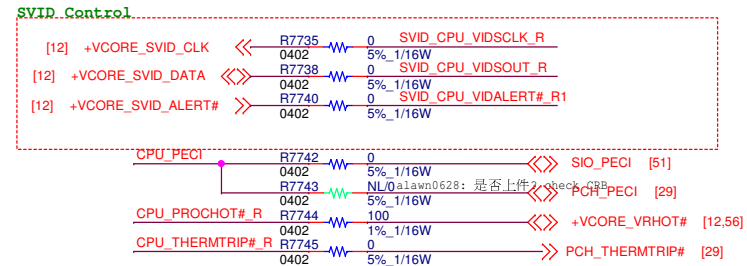 SVID Control
[12] +VCORE_SVID_CLK R7735 0 SVID_CPU_VIDSCLK_R
0402 5%_1/16W
[12] +VCORE_SVID_DATA R7738 0 SVID_CPU_VIDSOUT_R
0402 5%_1/16W
[12] +VCORE_SVID_ALERT# R7740 0 SVID_CPU_VIDALERT#_R1
0402 5%_1/16W
CPU_PECI R7742 0 SIO_PECI [51]
0402 5%_1/16W
R7743 NL/0 alawn0628: 是否上件? check CRB PCH_PECI [29]
0402 5%_1/16W
CPU_PROCHOT#_R R7744 100 +VCORE_VRHOT# [12,56]
0402 1%_1/16W
CPU_THERMTRIP#_R R7745 0 PCH_THERMTRIP# [29]
0402 5%_1/16W